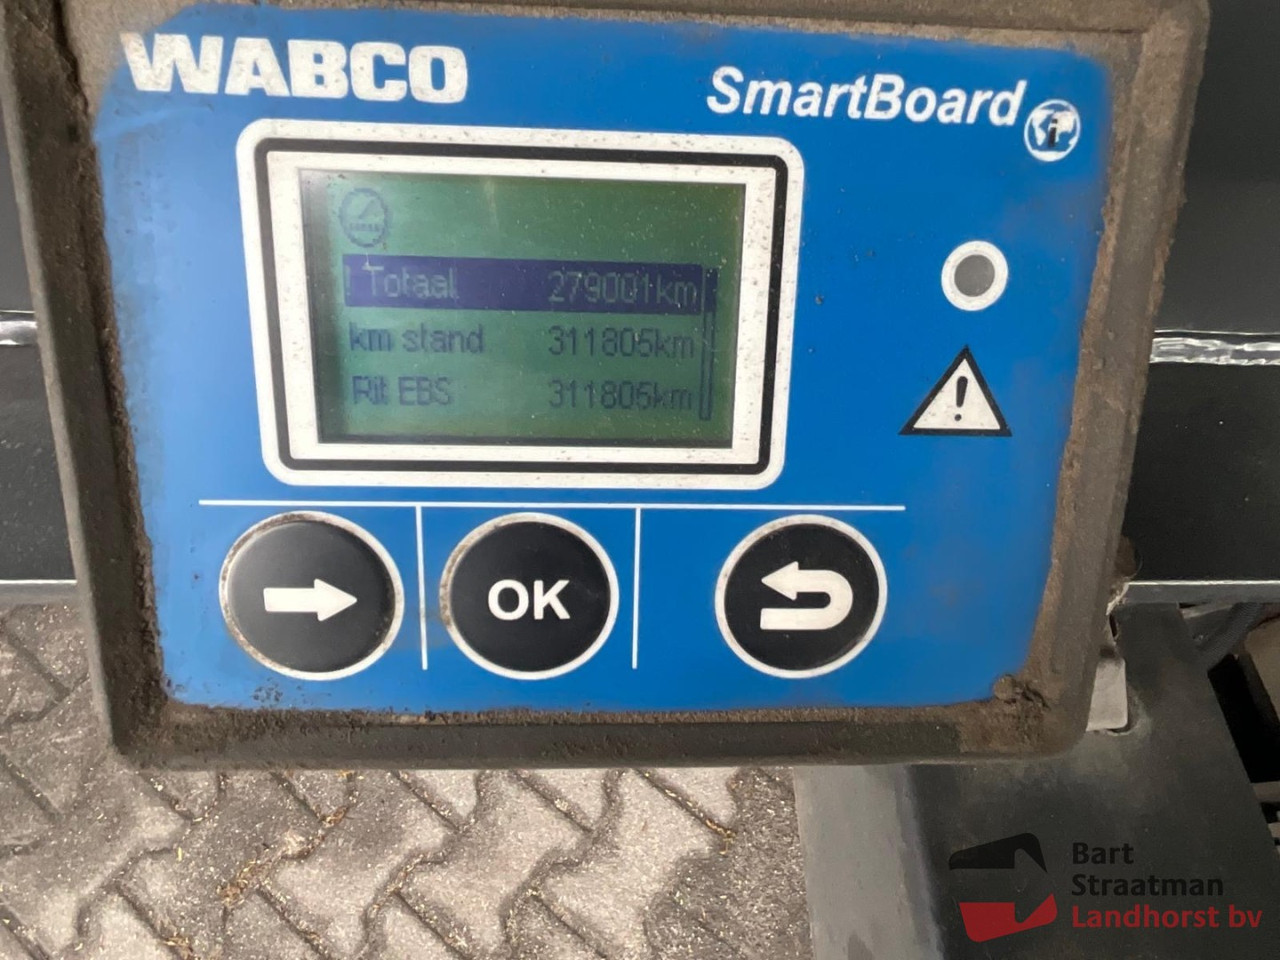 WABCO
SmartBoard
Totaal 279001km
km stand 311805km
Rit EBS 311805km
OK
Bart
Straatman
Landhorst bv